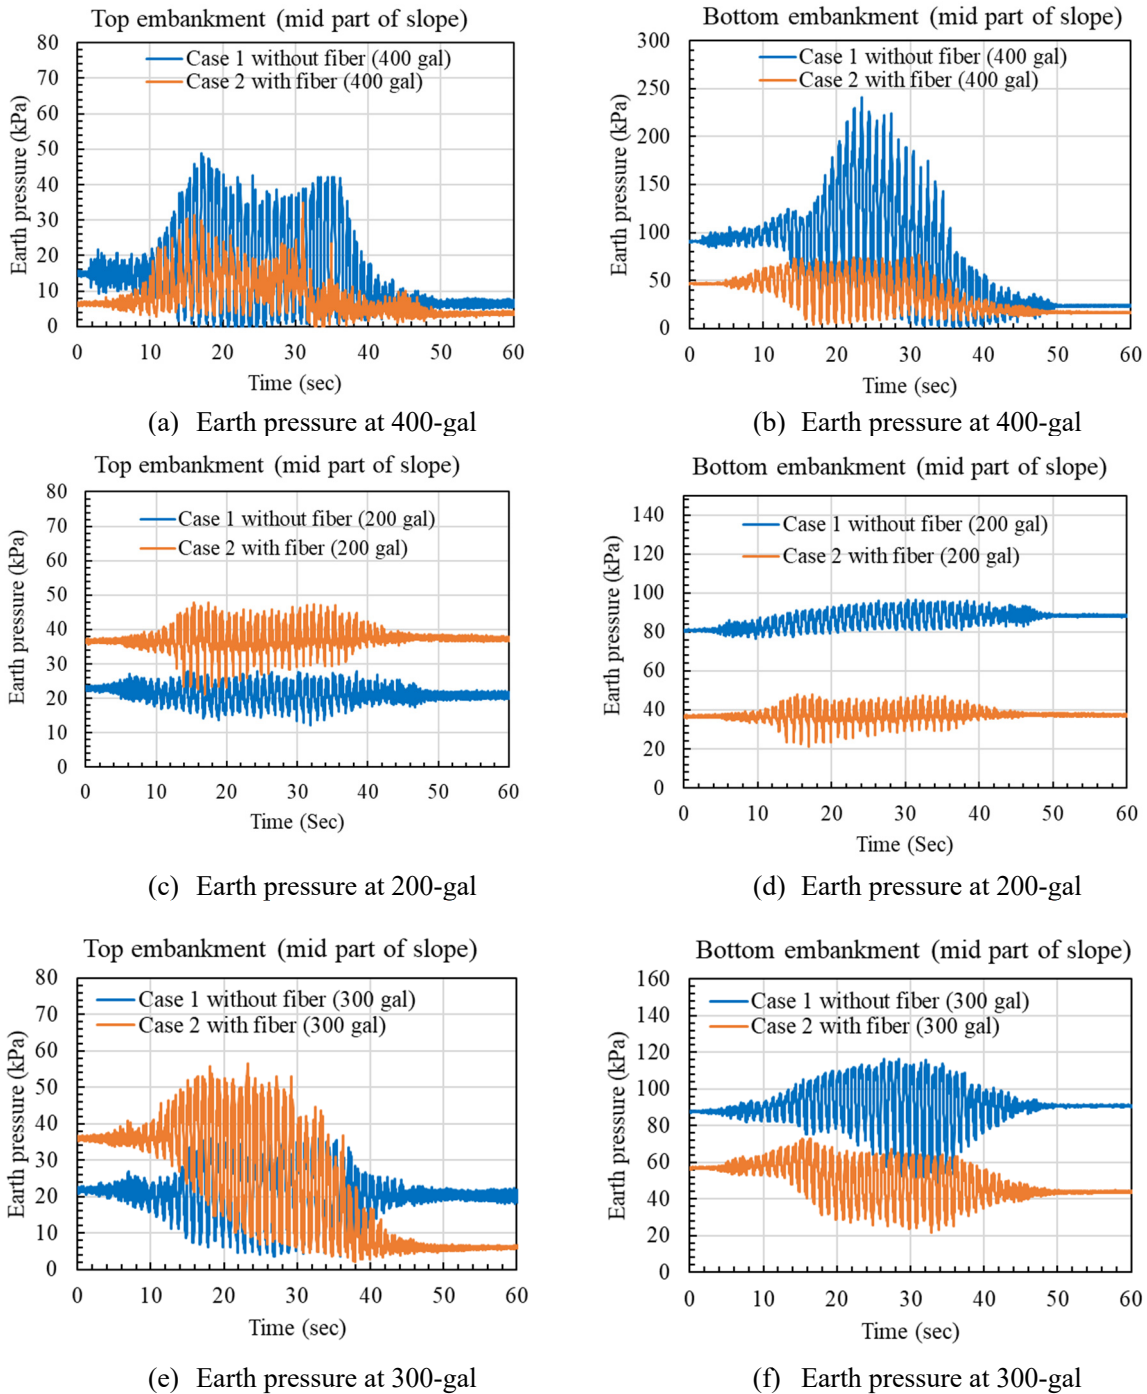 Top embankment (mid part of slope)
80
70
60
50
40
30
20
10
0
Earth pressure (kPa)
Case 1 without fiber (400 gal)
Case 2 with fiber (400 gal)
0 10 20 30 40 50 60
Time (sec)
(a) Earth pressure at 400-gal
Bottom embankment (mid part of slope)
300
250
200
150
100
50
0
Earth pressure (kPa)
Case 1 without fiber (400 gal)
Case 2 with fiber (400 gal)
0 10 20 30 40 50 60
Time (sec)
(b) Earth pressure at 400-gal
Top embankment (mid part of slope)
80
70
60
50
40
30
20
10
0
Earth pressure (kPa)
Case 1 without fiber (200 gal)
Case 2 with fiber (200 gal)
0 10 20 30 40 50 60
Time (Sec)
(c) Earth pressure at 200-gal
Bottom embankment (mid part of slope)
140
120
100
80
60
40
20
0
Earth pressure (kPa)
Case 1 without fiber (200 gal)
Case 2 with fiber (200 gal)
0 10 20 30 40 50 60
Time (Sec)
(d) Earth pressure at 200-gal
Top embankment (mid part of slope)
80
70
60
50
40
30
20
10
0
Earth pressure (kPa)
Case 1 without fiber (300 gal)
Case 2 with fiber (300 gal)
0 10 20 30 40 50 60
Time (sec)
(e) Earth pressure at 300-gal
Bottom embankment (mid part of slope)
160
140
120
100
80
60
40
20
0
Earth pressure (kPa)
Case 1 without fiber (300 gal)
Case 2 with fiber (300 gal)
0 10 20 30 40 50 60
Time (sec)
(f) Earth pressure at 300-gal